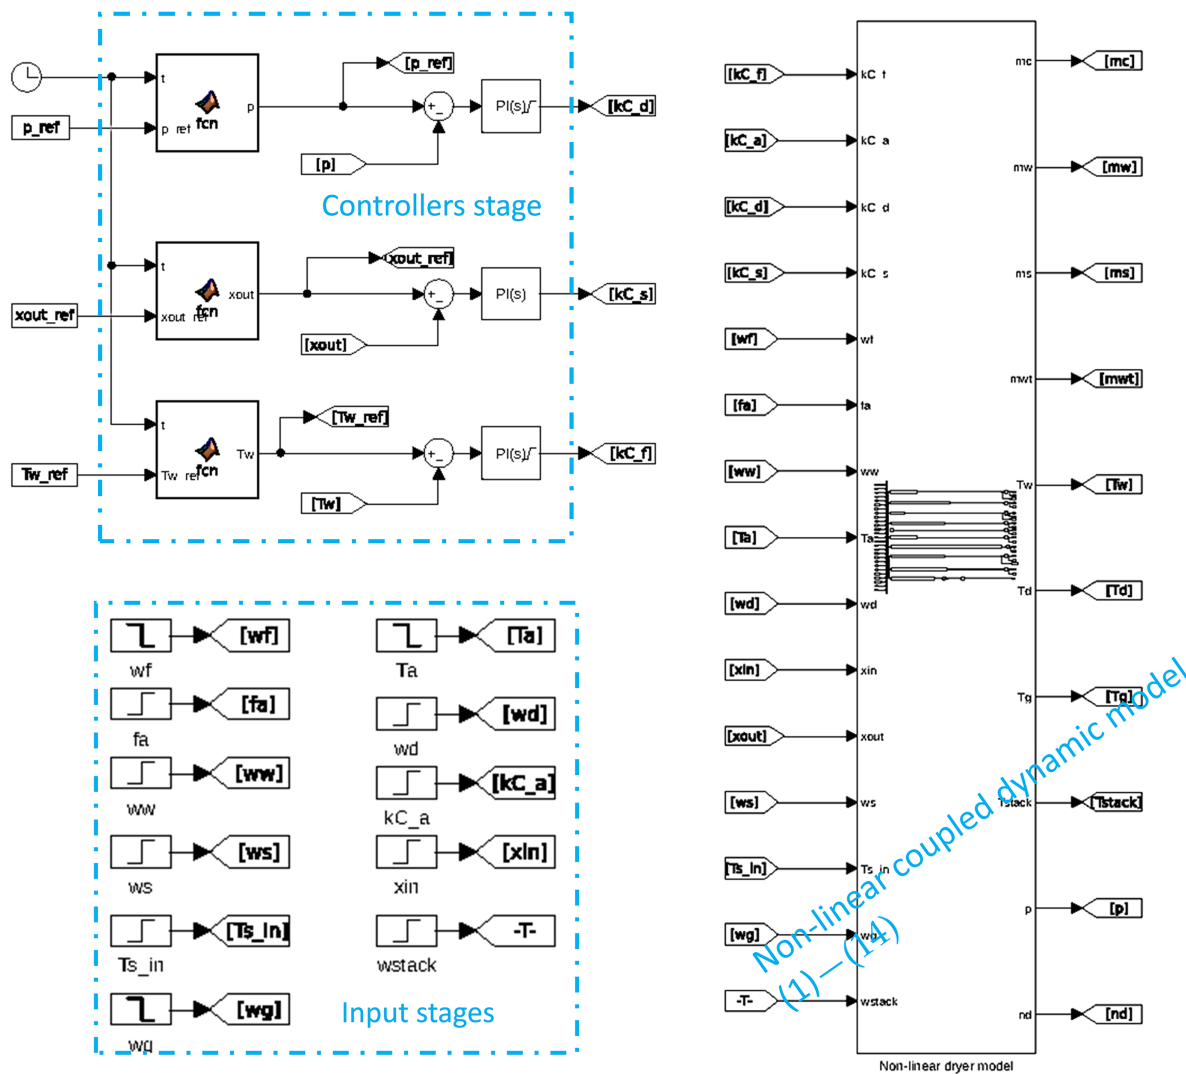 t
p_ref
p_ref
fcn
p
[p_ref]
+_
[p]
PI(s)
[kC_d]
Controllers stage
t
xout_ref
xout_ref
fcn
xout
[xout_ref]
+_
[xout]
PI(s)
[kC_s]
t
Tw_ref
Tw_ref
fcn
Tw
[Tw_ref]
+_
[Tw]
PI(s)
[kC_f]
[wf]
wf
[fa]
fa
[ww]
ww
[ws]
ws
[Ts_in]
Ts_in
[wg]
wg
[Ta]
Ta
[wd]
wd
[kC_a]
kC_a
[xin]
xin
-T-
wstack
Input stages
[kC_f]
kC_f
[kC_a]
kC_a
[kC_d]
kC_d
[kC_s]
kC_s
[wf]
wf
[fa]
fa
[ww]
ww
[Ta]
Ta
[wd]
wd
[xin]
xin
[xout]
xout
[ws]
ws
[Ts_in]
Ts_in
[wg]
wg
-T-
wstack
mc
[mc]
mw
[mw]
ms
[ms]
mwt
[mwt]
Tw
[Tw]
Td
[Td]
Tg
[Tg]
Tstack
[Tstack]
p
[p]
nd
[nd]
Non-linear coupled dynamic model
(1)—(14)
Non-linear dryer model